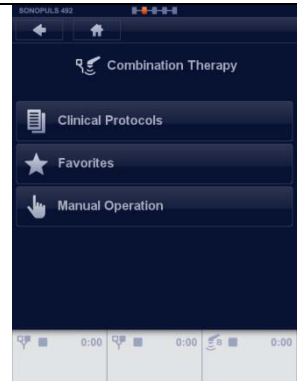 SONOPULS 492
Combination Therapy
Clinical Protocols
Favorites
Manual Operation
0:00 0:00 B 0:00